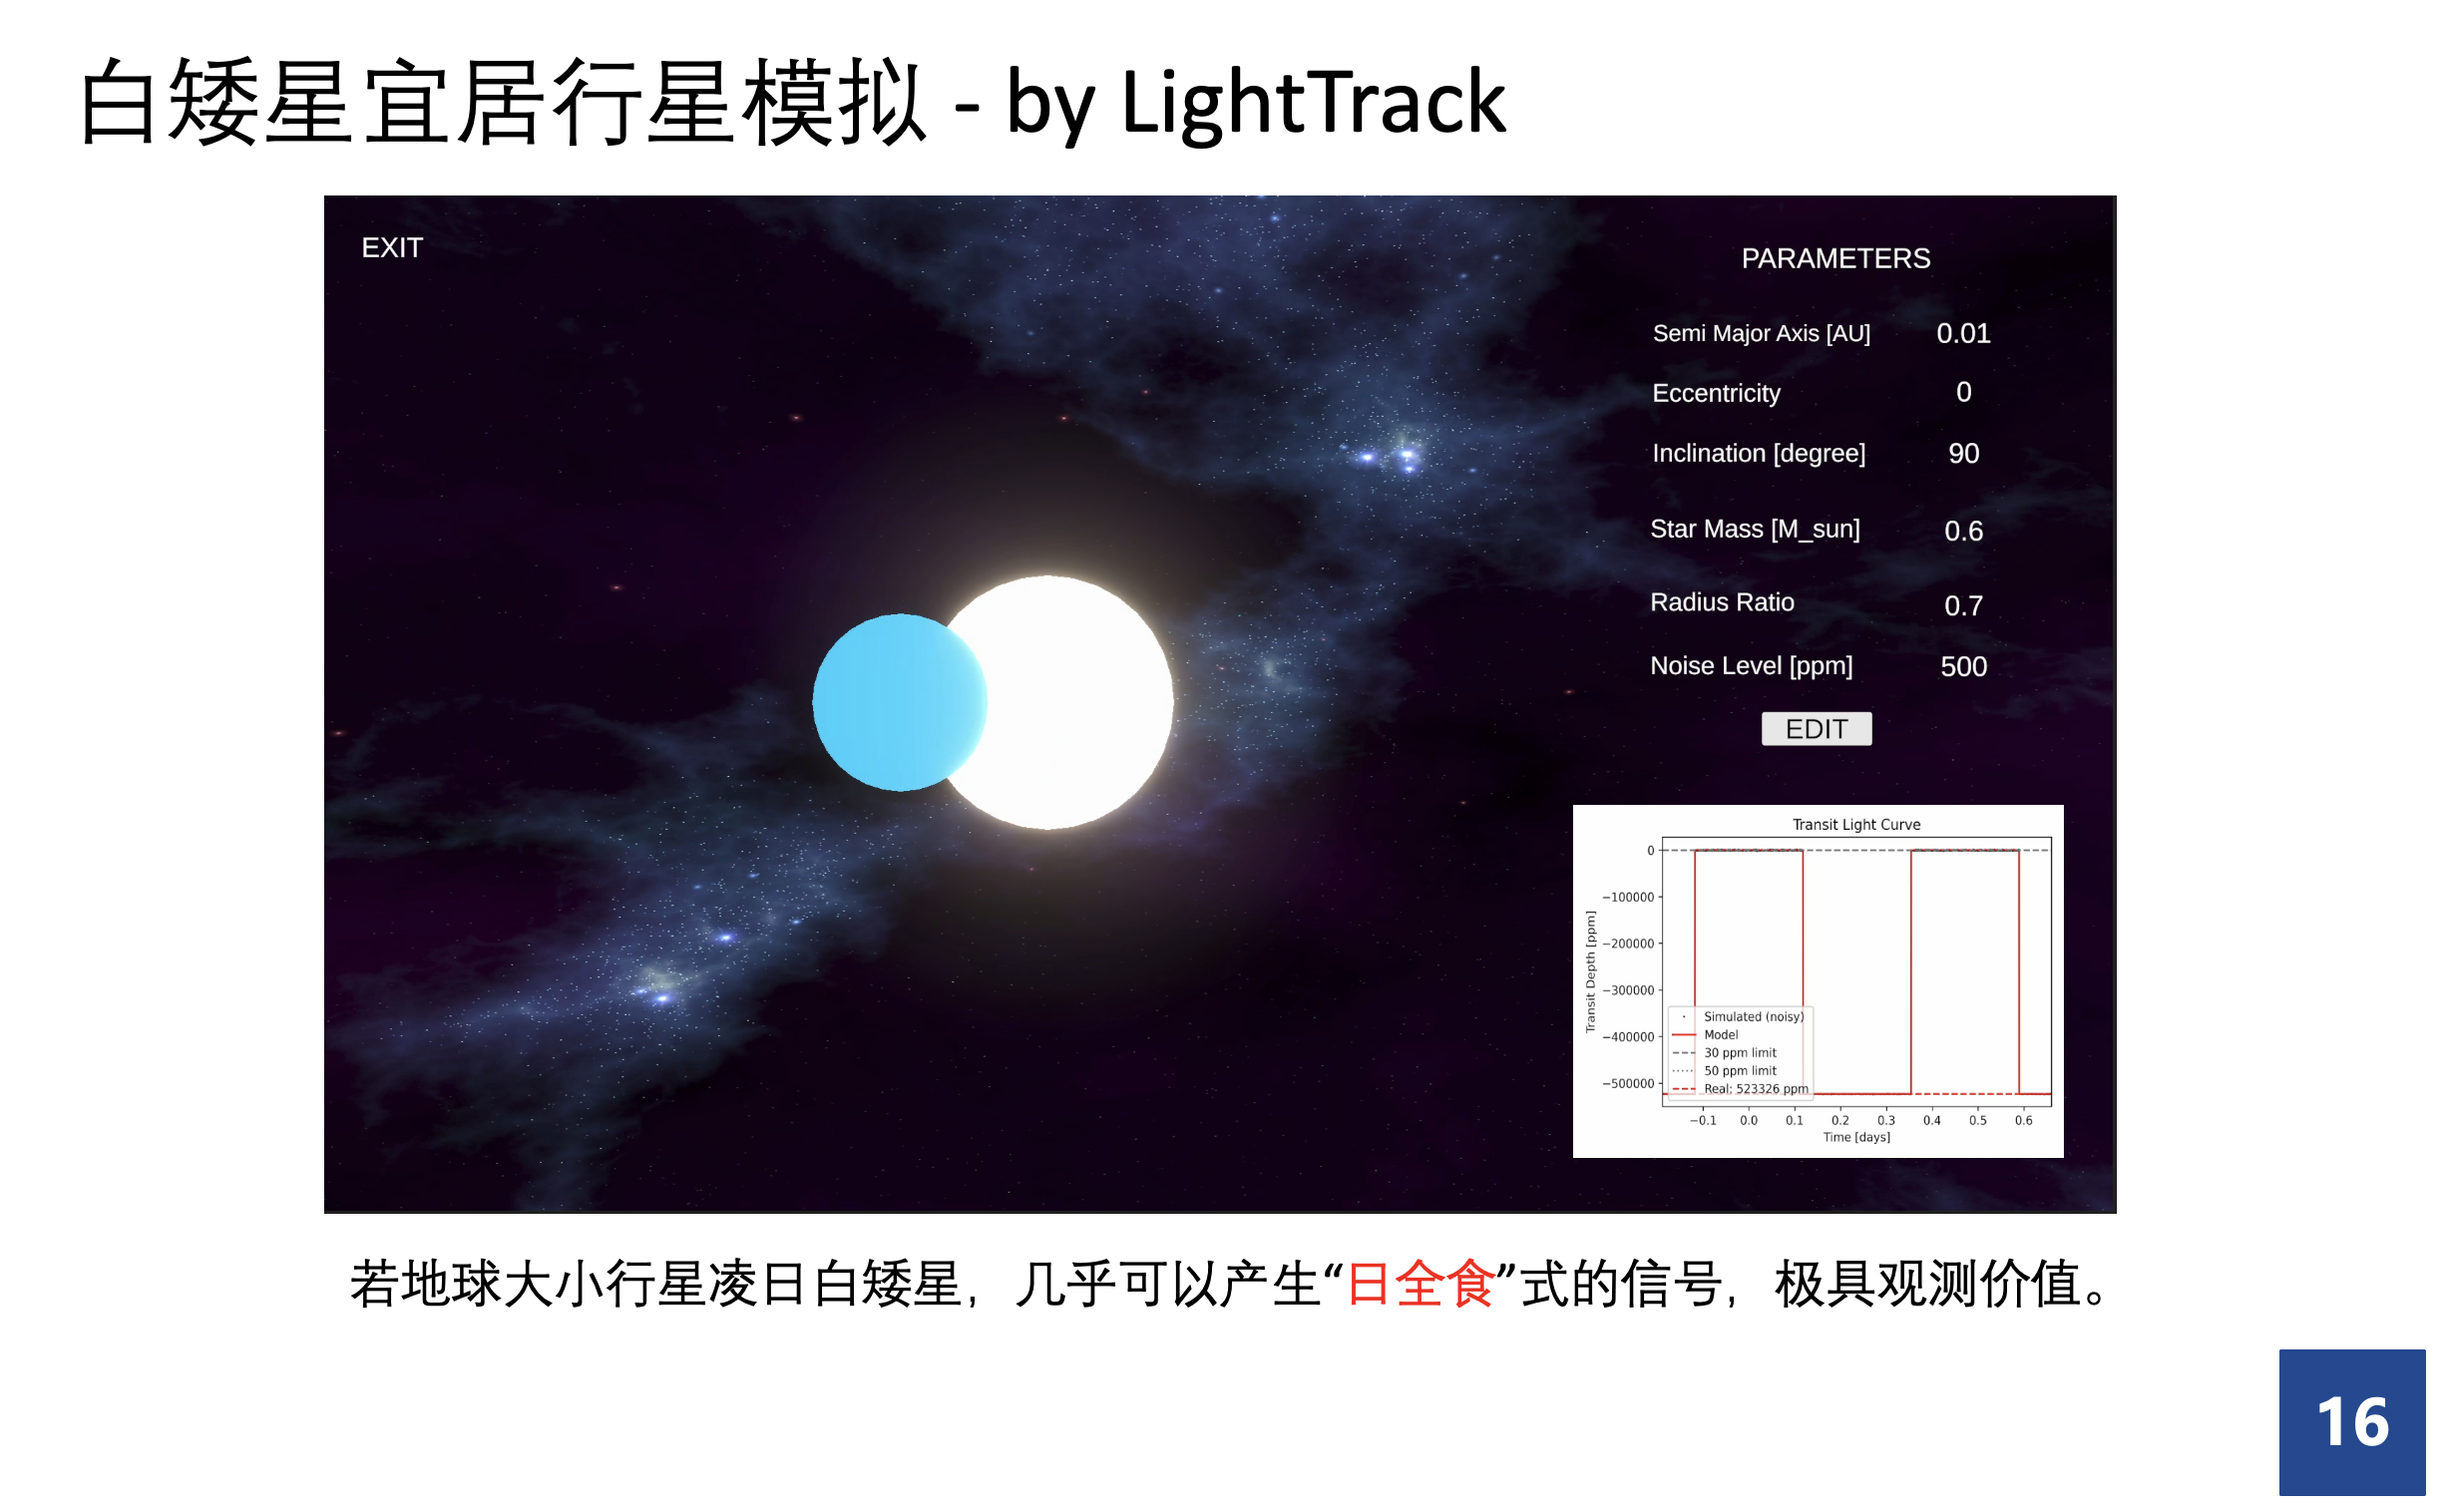 白矮星宜居行星模拟 - by LightTrack
EXIT
PARAMETERS
Semi Major Axis [AU] 0.01
Eccentricity 0
Inclination [degree] 90
Star Mass [M_sun] 0.6
Radius Ratio 0.7
Noise Level [ppm] 500
EDIT
Transit Light Curve
Transit Depth [ppm]
0
−100000
−200000
−300000
−400000
−500000
Simulated (noisy)
Model
30 ppm limit
50 ppm limit
Real: 523326 ppm
−0.1 0.0 0.1 0.2 0.3 0.4 0.5 0.6
Time [days]
若地球大小行星凌日白矮星，几乎可以产生“日全食”式的信号，极具观测价值。
16